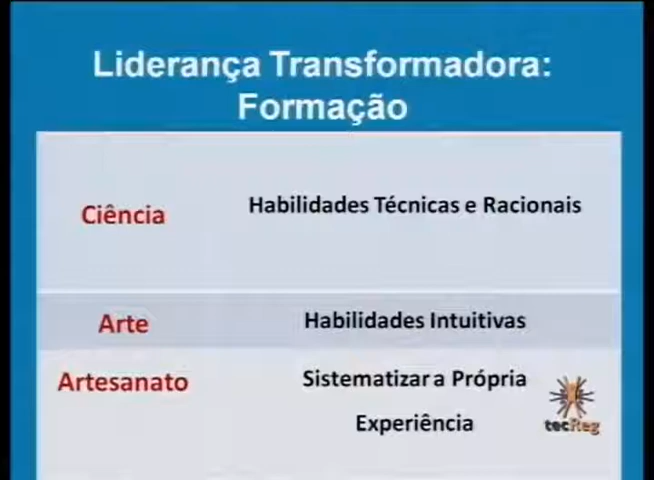 Liderança Transformadora:
Formação
Ciência Habilidades Técnicas e Racionais
Arte Habilidades Intuitivas
Artesanato Sistematizar a Própria
Experiência
tecReg